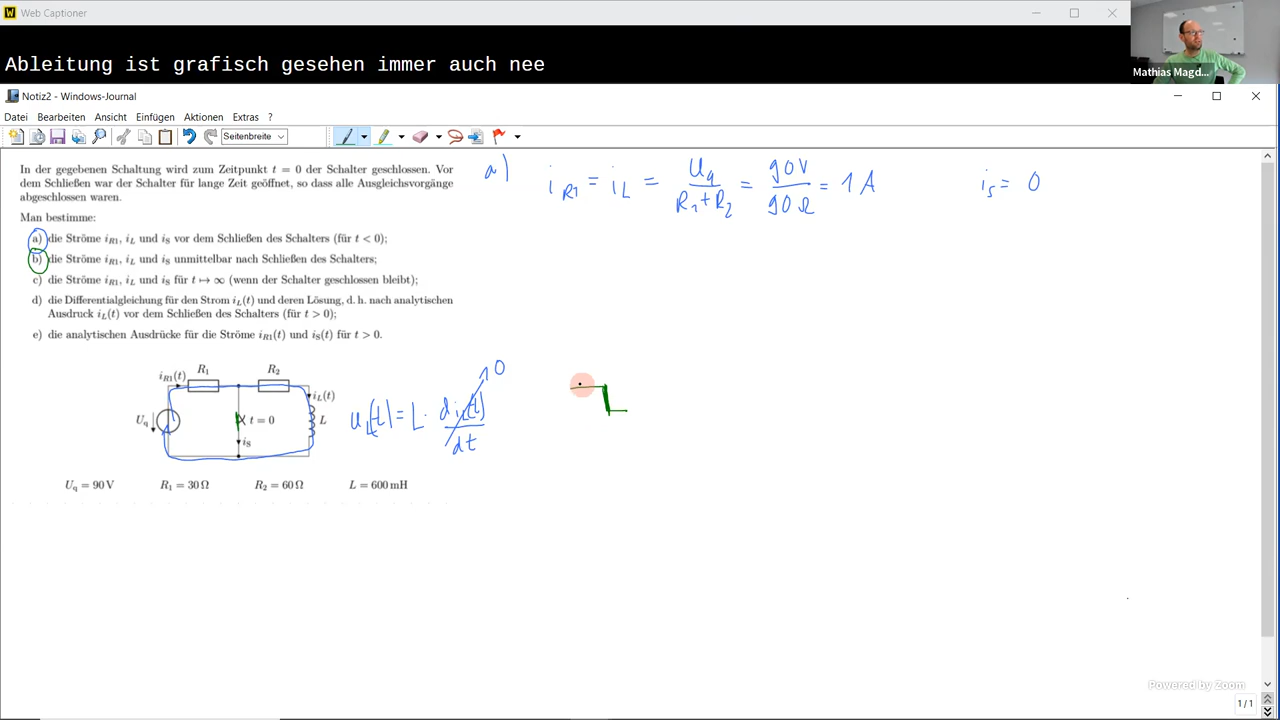 Web Captioner
Ableitung ist grafisch gesehen immer auch nee
Mathias Magd...
Notiz2 - Windows-Journal
Datei Bearbeiten Ansicht Einfügen Aktionen Extras ?
Seitenbreite
In der gegebenen Schaltung wird zum Zeitpunkt t = 0 der Schalter geschlossen. Vor
dem Schließen war der Schalter für lange Zeit geöffnet, so dass alle Ausgleichsvorgänge
abgeschlossen waren.
Man bestimme:
a) die Ströme iR1, iL und iS vor dem Schließen des Schalters (für t < 0);
b) die Ströme iR1, iL und iS unmittelbar nach Schließen des Schalters;
c) die Ströme iR1, iL und iS für t ↦ ∞ (wenn der Schalter geschlossen bleibt);
d) die Differentialgleichung für den Strom iL(t) und deren Lösung, d. h. nach analytischen
Ausdruck iL(t) vor dem Schließen des Schalters (für t > 0);
e) die analytischen Ausdrücke für die Ströme iR1(t) und iS(t) für t > 0.
a) iR1 = iL = Uq / (R1 + R2) = 90V / 90Ω = 1A iS = 0
iR1(t) R1 R2
iL(t)
Uq t = 0 L
iS
uL(t) = L · diL(t) / dt 0
Uq = 90 V R1 = 30 Ω R2 = 60 Ω L = 600 mH
Powered by Zoom
1 / 1